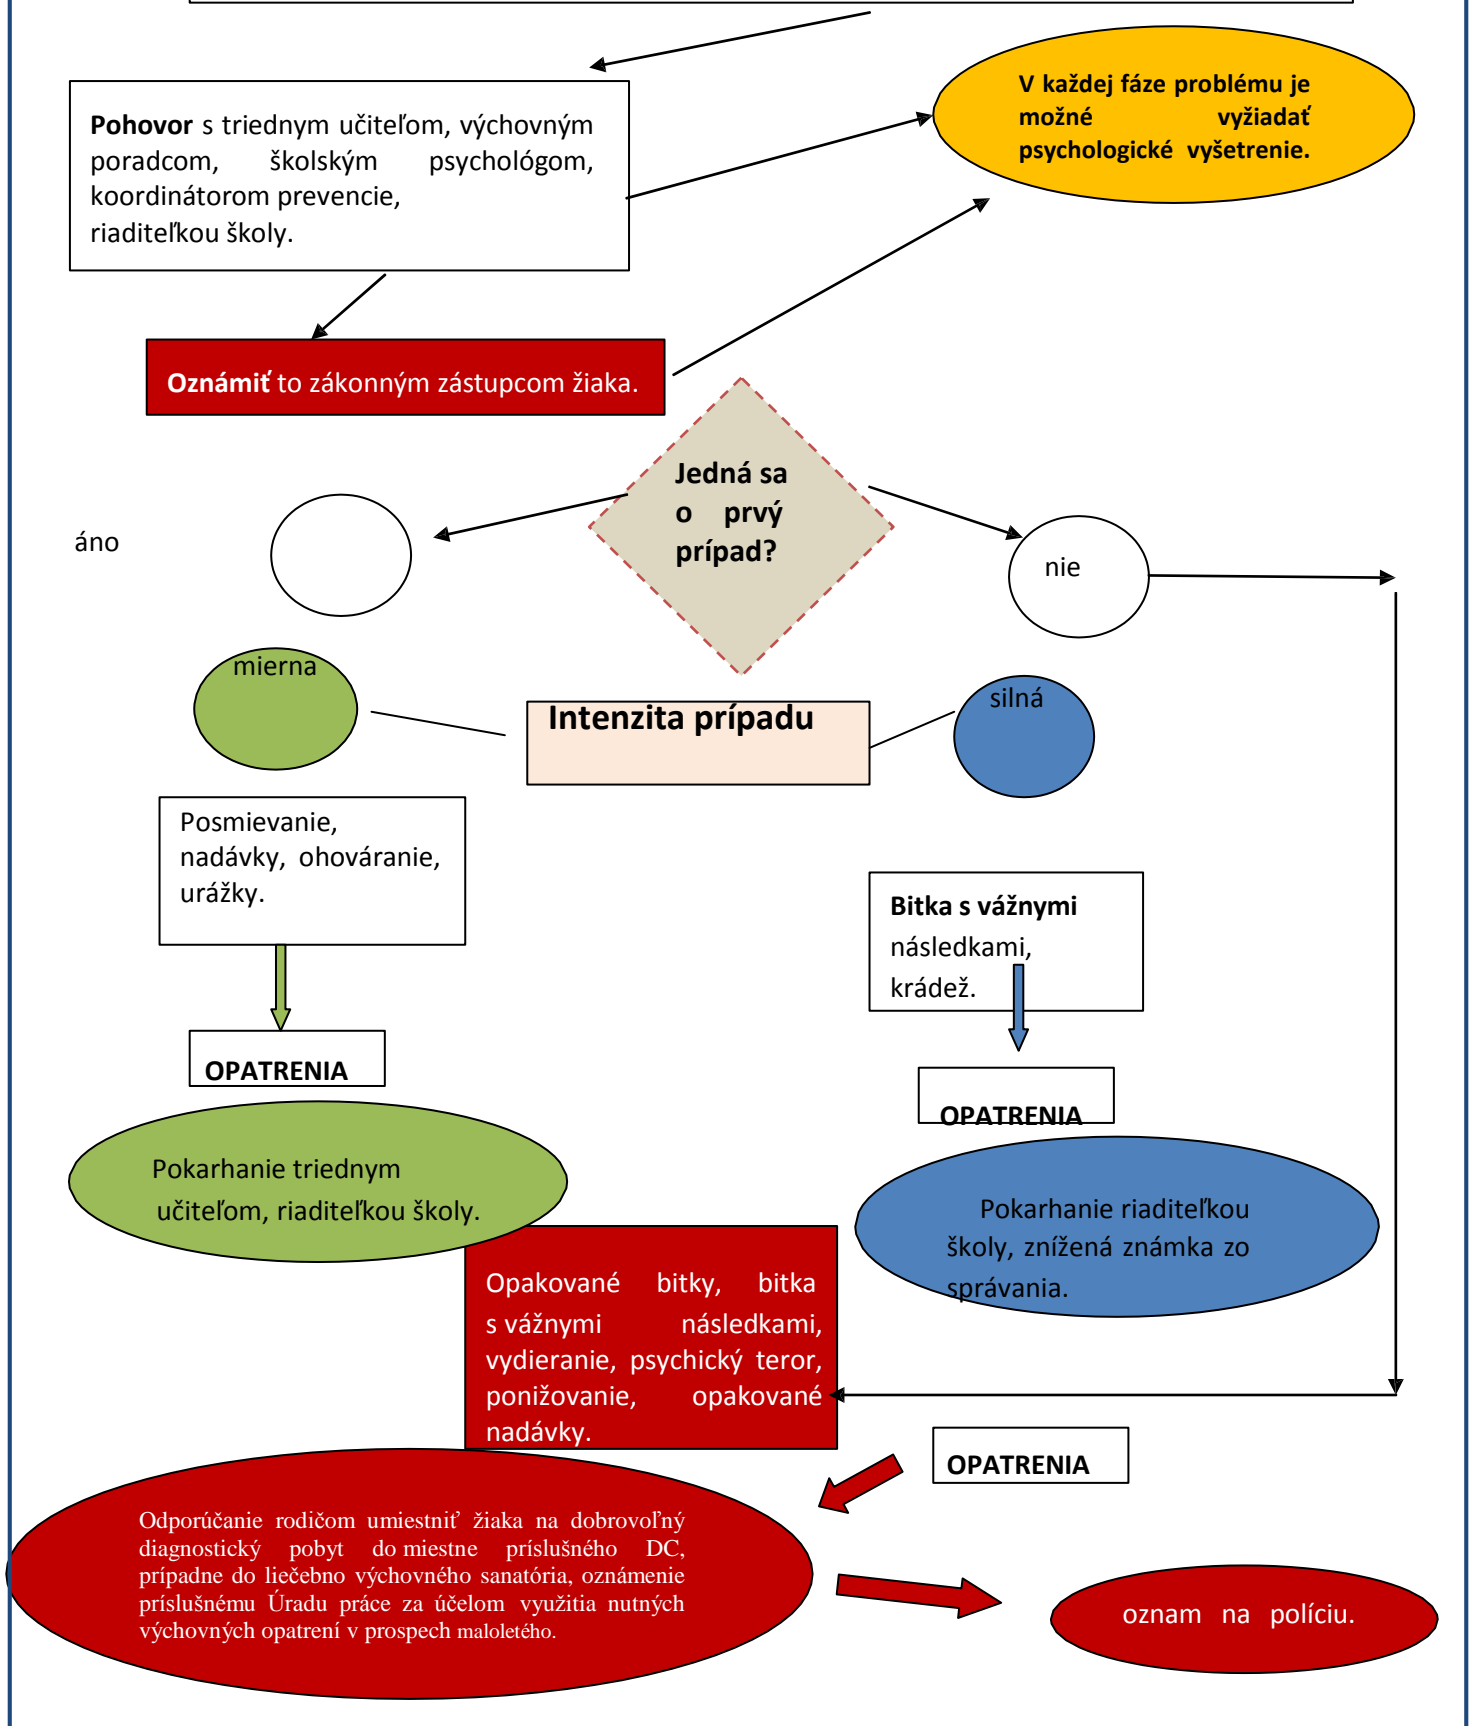 V každej fáze problému je
možné vyžiadať
psychologické vyšetrenie.
Pohovor s triednym učiteľom, výchovným
poradcom, školským psychológom,
koordinátorom prevencie,
riaditeľkou školy.
Oznámiť to zákonným zástupcom žiaka.
Jedná sa
o prvý
prípad?
áno
nie
mierna
Intenzita prípadu
silná
Posmievanie,
nadávky, ohováranie,
urážky.
Bitka s vážnymi
následkami,
krádež.
OPATRENIA
OPATRENIA
Pokarhanie triednym
učiteľom, riaditeľkou školy.
Pokarhanie riaditeľkou
školy, znížená známka zo
správania.
Opakované bitky, bitka
s vážnymi následkami,
vydieranie, psychický teror,
ponižovanie, opakované
nadávky.
OPATRENIA
Odporúčanie rodičom umiestniť žiaka na dobrovoľný
diagnostický pobyt do miestne príslušného DC,
prípadne do liečebno výchovného sanatória, oznámenie
príslušnému Úradu práce za účelom využitia nutných
výchovných opatrení v prospech maloletého.
oznam na políciu.